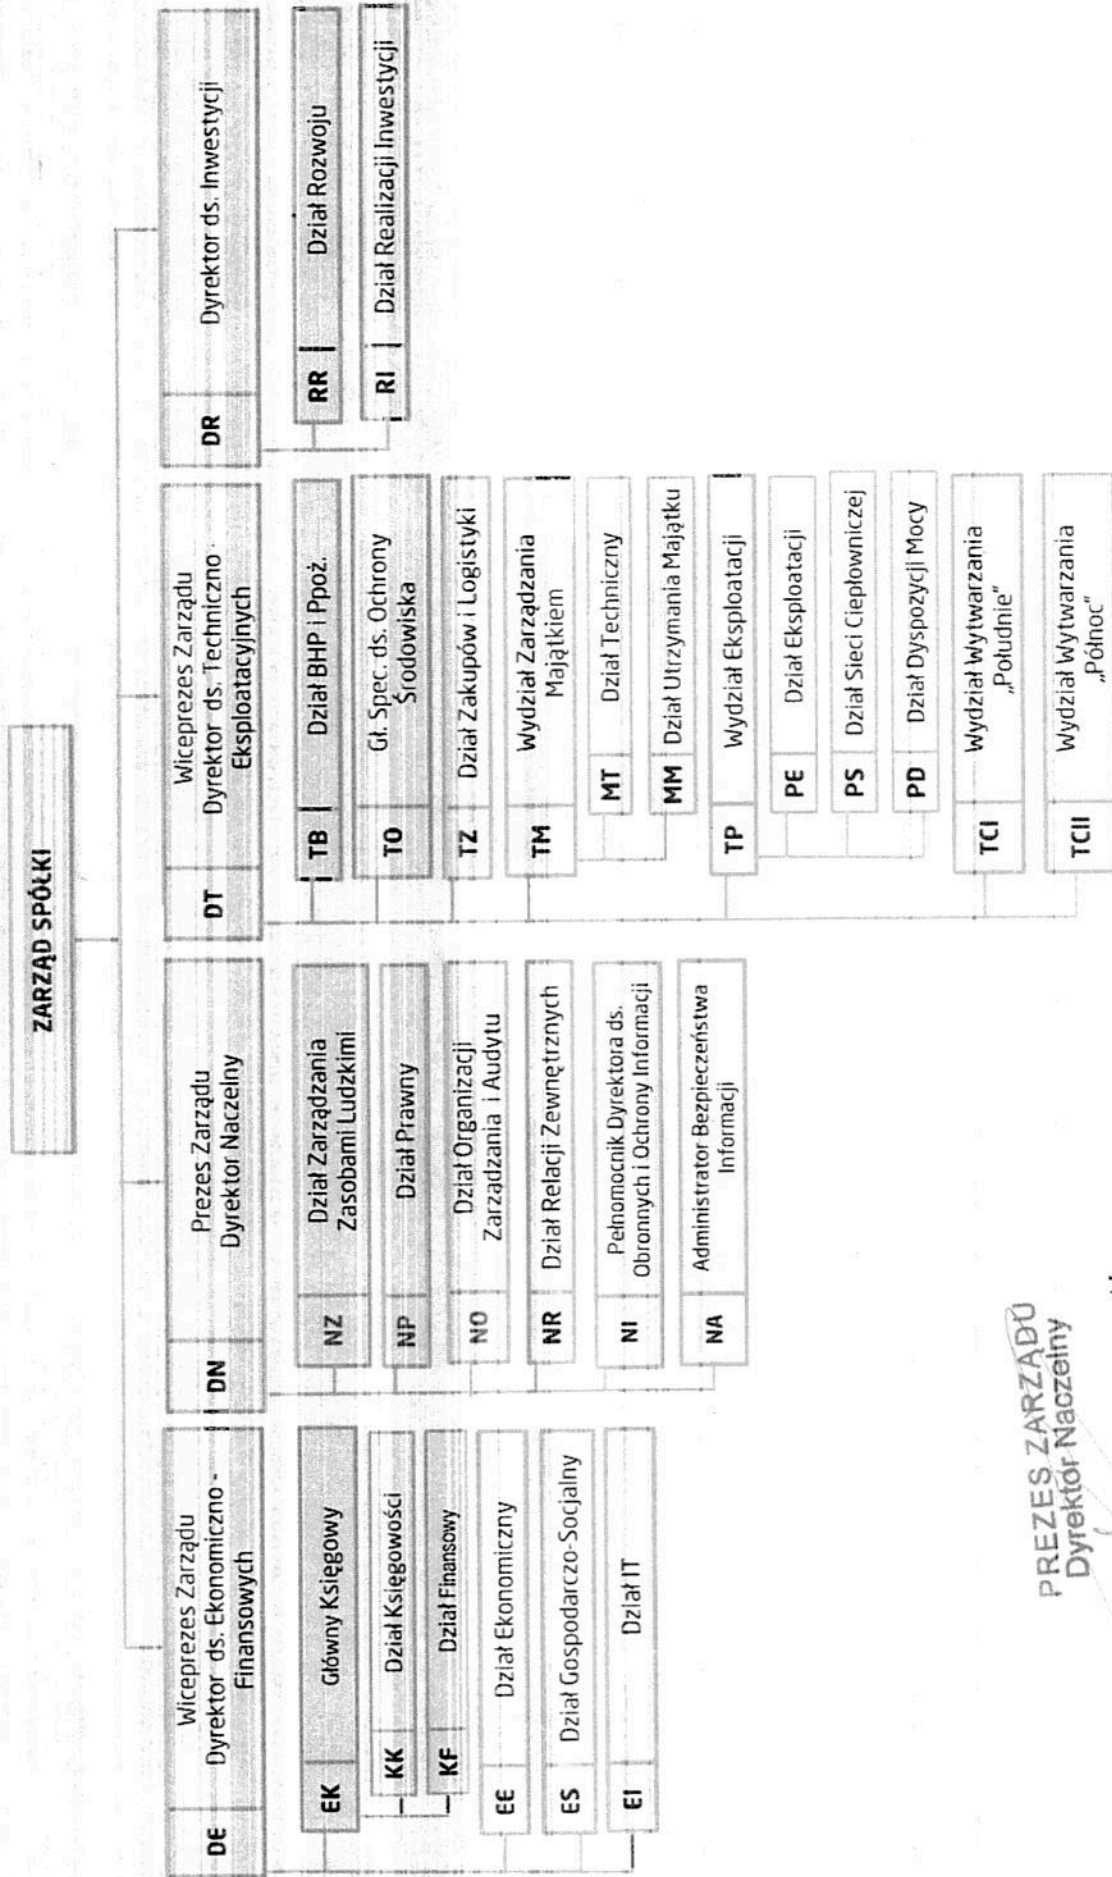 ZARZĄD SPÓŁKI
DE
Wiceprezes Zarządu
Dyrektor ds. Ekonomiczno -
Finansowych
EK
Główny Księgowy
KK
Dział Księgowości
KF
Dział Finansowy
EE
Dział Ekonomiczny
ES
Dział Gospodarczo-Socjalny
EI
Dział IT
DN
Prezes Zarządu
Dyrektor Naczelny
NZ
Dział Zarządzania
Zasobami Ludzkimi
NP
Dział Prawny
NO
Dział Organizacji
Zarządzania i Audytu
NR
Dział Relacji Zewnętrznych
NI
Pełnomocnik Dyrektora ds.
Obronnych i Ochrony Informacji
NA
Administrator Bezpieczeństwa
Informacji
DT
Wiceprezes Zarządu
Dyrektor ds. Techniczno
Eksploatacyjnych
TB
Dział BHP i Ppoż.
TO
Gł. Spec. ds. Ochrony
Środowiska
TZ
Dział Zakupów i Logistyki
TM
Wydział Zarządzania
Majątkiem
MT
Dział Techniczny
MM
Dział Utrzymania Majątku
TP
Wydział Eksploatacji
PE
Dział Eksploatacji
PS
Dział Sieci Ciepłowniczej
PD
Dział Dyspozycji Mocy
TCI
Wydział Wytwarzania
„Południe”
TCII
Wydział Wytwarzania
„Północ”
DR
Dyrektor ds. Inwestycji
RR
Dział Rozwoju
RI
Dział Realizacji Inwestycji
PREZES ZARZĄDU
Dyrektor Naczelny